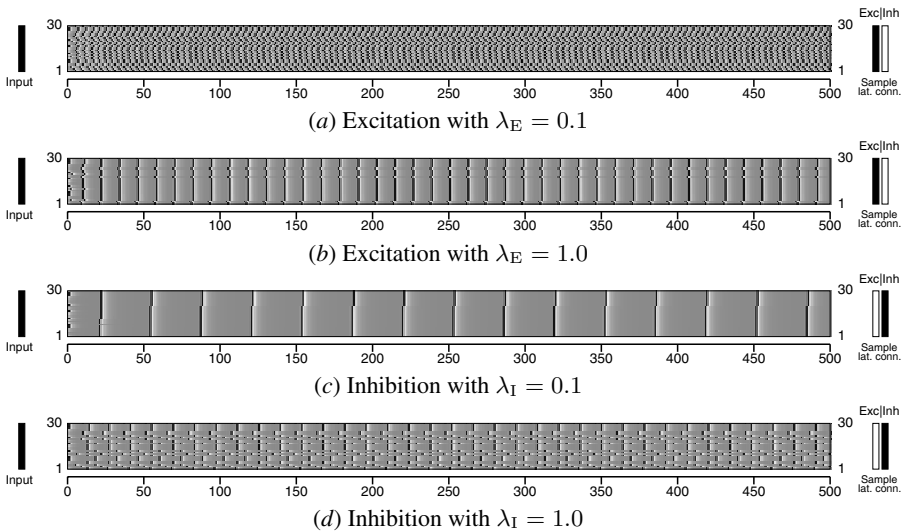 Exc|Inh
30 30
Input 1 1 Sample
lat. conn.
0 50 100 150 200 250 300 350 400 450 500
(a) Excitation with λE = 0.1
Exc|Inh
30 30
Input 1 1 Sample
lat. conn.
0 50 100 150 200 250 300 350 400 450 500
(b) Excitation with λE = 1.0
Exc|Inh
30 30
Input 1 1 Sample
lat. conn.
0 50 100 150 200 250 300 350 400 450 500
(c) Inhibition with λI = 0.1
Exc|Inh
30 30
Input 1 1 Sample
lat. conn.
0 50 100 150 200 250 300 350 400 450 500
(d) Inhibition with λI = 1.0